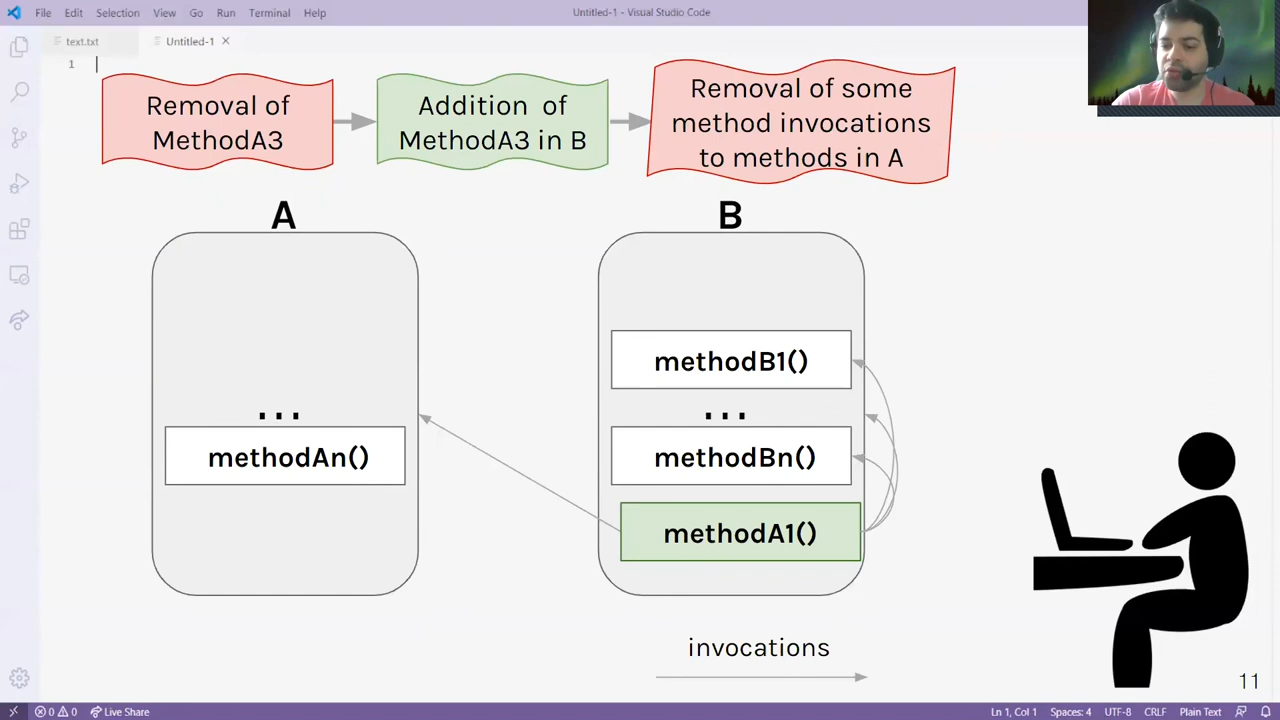 File Edit Selection View Go Run Terminal Help
Untitled-1 - Visual Studio Code
text.txt
Untitled-1
1
Removal of
MethodA3
Addition of
MethodA3 in B
Removal of some
method invocations
to methods in A
A
B
methodB1()
...
...
methodAn()
methodBn()
methodA1()
invocations
11
0 0 Live Share
Ln 1, Col 1 Spaces: 4 UTF-8 CRLF Plain Text